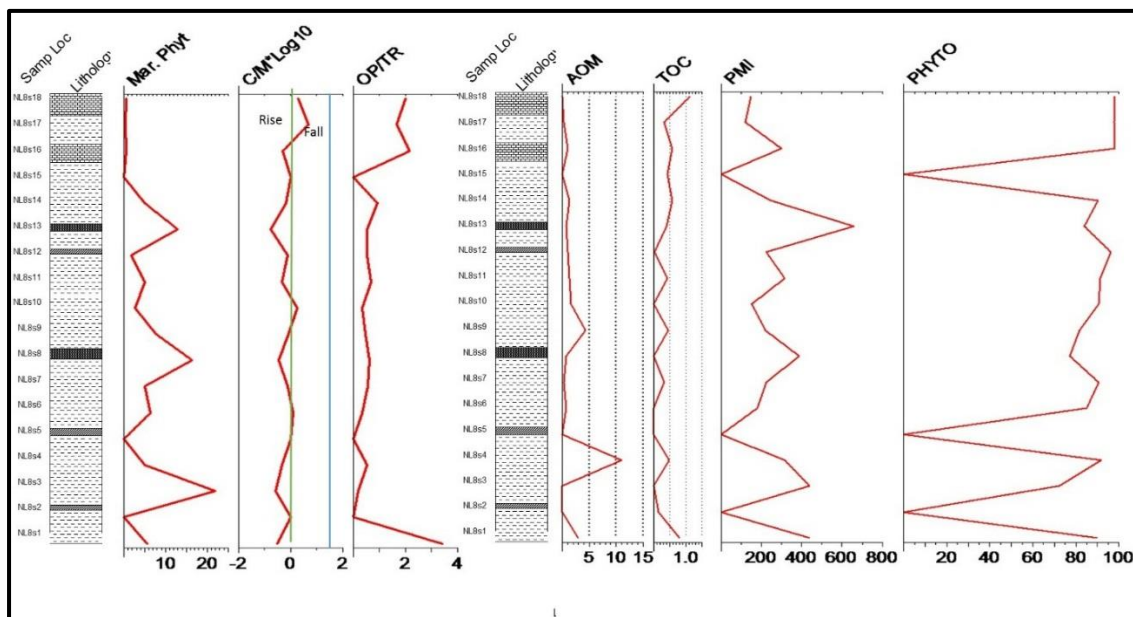 Samp Loc
Litholog
Mar. Phyt
C/M*Log10
OP/TR
Samp Loc
Litholog
AOM
TOC
PMI
PHYTO
Rise
Fall
NL8s18
NL8s17
NL8s16
NL8s15
NL8s14
NL8s13
NL8s12
NL8s11
NL8s10
NL8s9
NL8s8
NL8s7
NL8s6
NL8s5
NL8s4
NL8s3
NL8s2
NL8s1
NL8s18
NL8s17
NL8s16
NL8s15
NL8s14
NL8s13
NL8s12
NL8s11
NL8s10
NL8s9
NL8s8
NL8s7
NL8s6
NL8s5
NL8s4
NL8s3
NL8s2
NL8s1
10 20 -2 0 2 2 4
5 10 15 1.0 200 400 600 800 0 20 40 60 80 100